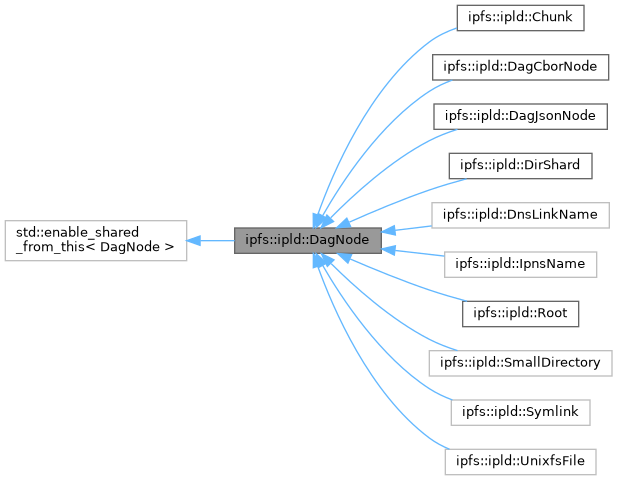 ipfs::ipld::Chunk
ipfs::ipld::DagCborNode
ipfs::ipld::DagJsonNode
ipfs::ipld::DirShard
ipfs::ipld::DnsLinkName
std::enable_shared
_from_this< DagNode >
ipfs::ipld::DagNode
ipfs::ipld::IpnsName
ipfs::ipld::Root
ipfs::ipld::SmallDirectory
ipfs::ipld::Symlink
ipfs::ipld::UnixfsFile